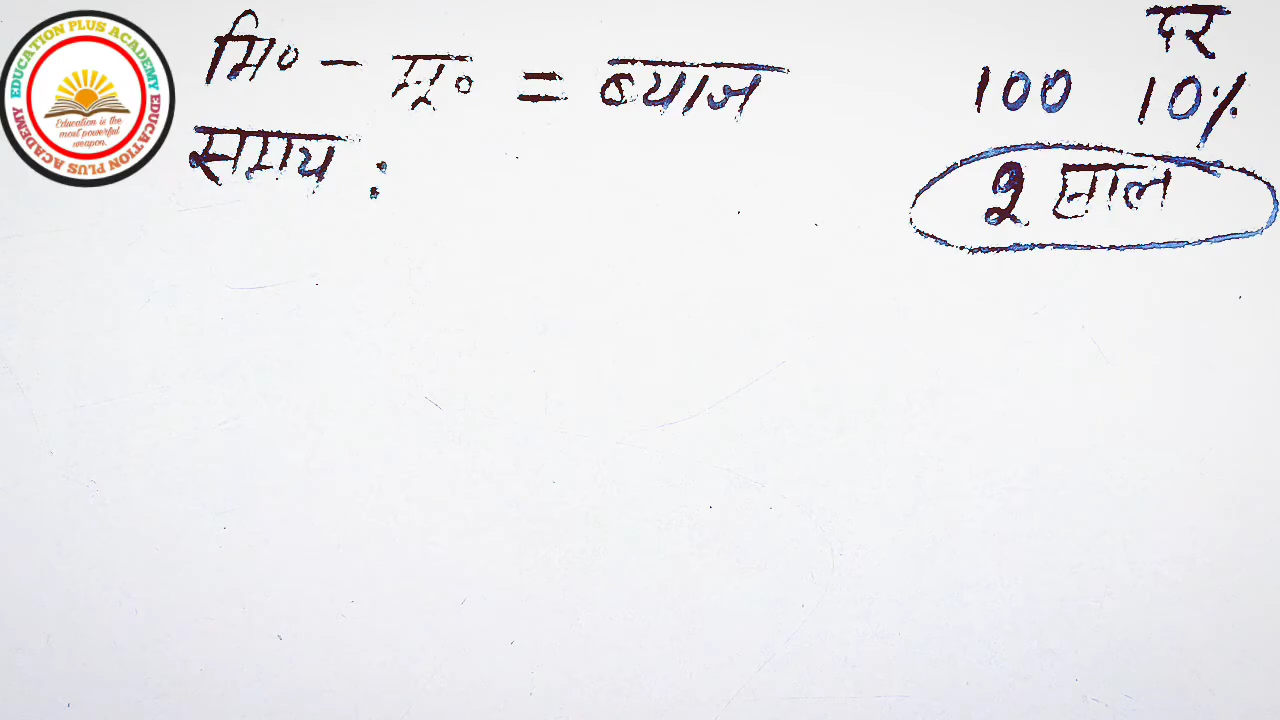 EDUCATION PLUS ACADEMY EDUCATION PLUS ACADEMY
Education is the
most powerful
weapon.
मि० - मू० = ब्याज
समय :
दर
100 10%
2 साल